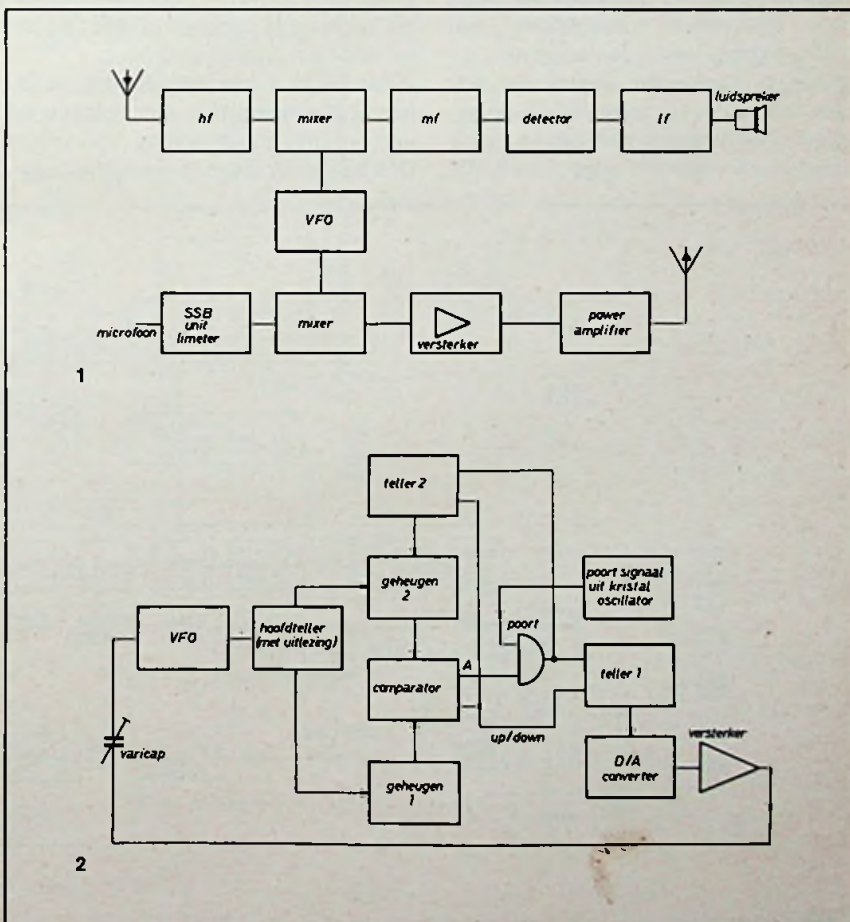 luidspreker
hf
mixer
mf
detector
lf
VFO
microfoon
SSB
unit
limeter
mixer
versterker
power
amplifier
1
teller 2
geheugen
2
poort signaal
uit kristal
oscillator
poort
VFO
hoofdteller
(met uitlezing)
A
comparator
teller 1
up/down
varicap
versterker
D/A
converter
geheugen
1
2